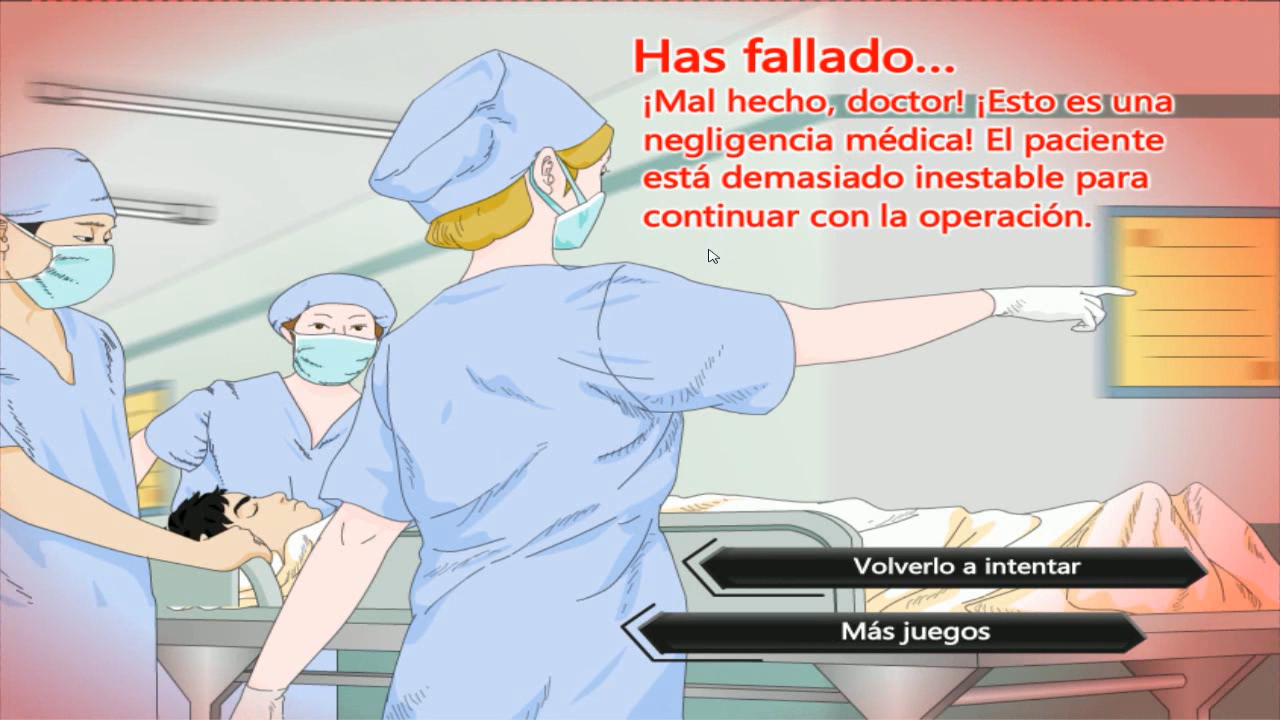 Has fallado...
¡Mal hecho, doctor! ¡Esto es una
negligencia médica! El paciente
está demasiado inestable para
continuar con la operación.
Volverlo a intentar
Más juegos